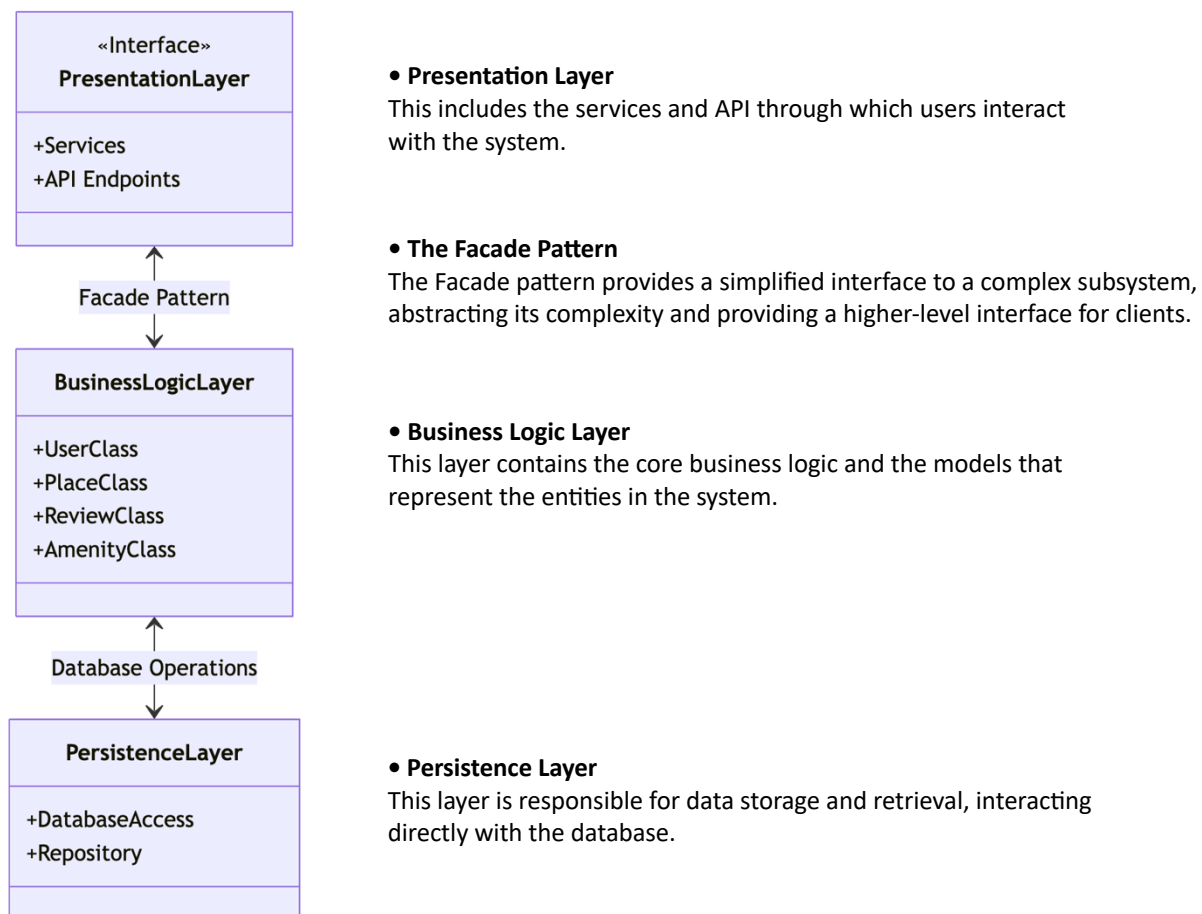 «Interface»
PresentationLayer
+Services
+API Endpoints
• Presentation Layer
This includes the services and API through which users interact
with the system.
Facade Pattern
• The Facade Pattern
The Facade pattern provides a simplified interface to a complex subsystem,
abstracting its complexity and providing a higher-level interface for clients.
BusinessLogicLayer
+UserClass
+PlaceClass
+ReviewClass
+AmenityClass
• Business Logic Layer
This layer contains the core business logic and the models that
represent the entities in the system.
Database Operations
PersistenceLayer
+DatabaseAccess
+Repository
• Persistence Layer
This layer is responsible for data storage and retrieval, interacting
directly with the database.